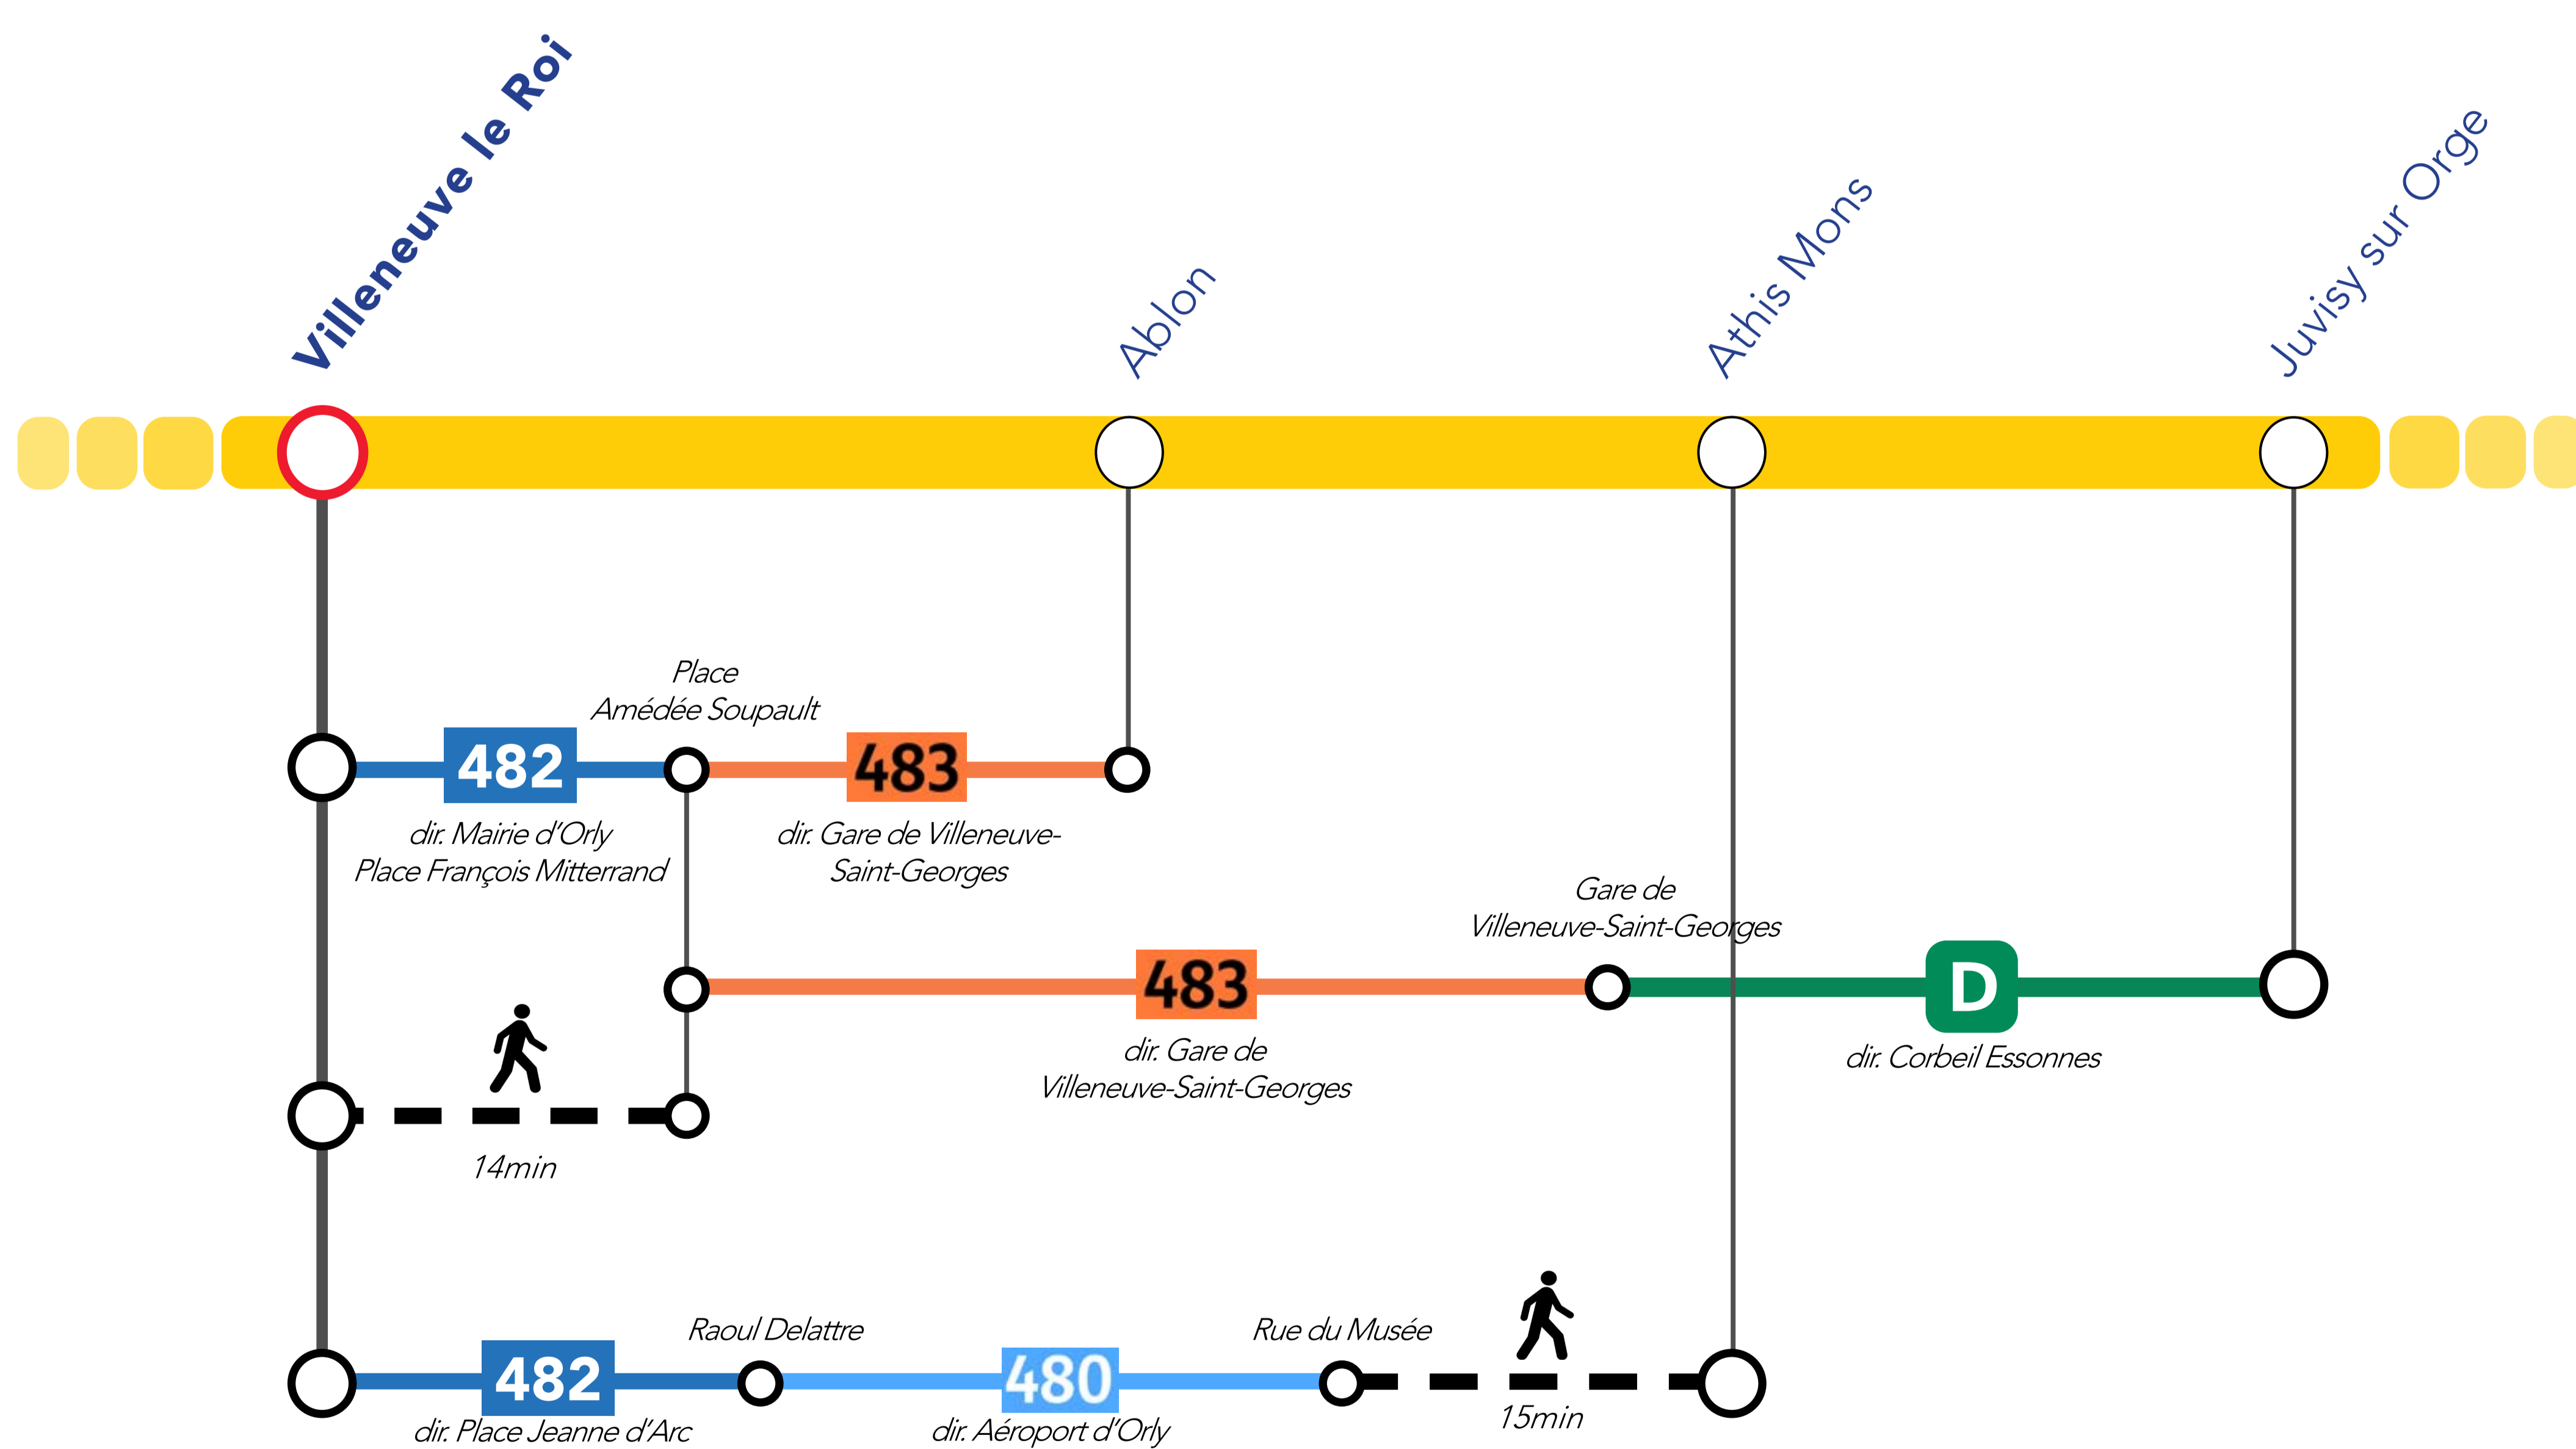 Villeneuve le Roi
Ablon
Athis Mons
Juvisy sur Orge
Place
Amédée Soupault
482
483
dir. Mairie d'Orly
Place François Mitterrand
dir. Gare de Villeneuve-
Saint-Georges
Gare de
Villeneuve-Saint-Georges
483
D
dir. Gare de
Villeneuve-Saint-Georges
dir. Corbeil Essonnes
14min
Raoul Delattre
Rue du Musée
482
480
dir. Place Jeanne d'Arc
dir. Aéroport d'Orly
15min